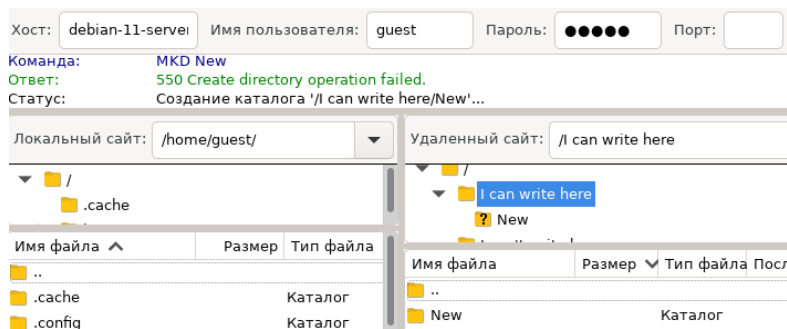 Хост: debian-11-server Имя пользователя: guest Пароль: ●●●●● Порт:
Команда: MKD New
Ответ: 550 Create directory operation failed.
Статус: Создание каталога '/I can write here/New'...
Локальный сайт: /home/guest/
/
.cache
Имя файла Размер Тип файла
..
.cache Каталог
.config Каталог
Удаленный сайт: /I can write here
/
I can write here
? New
Имя файла Размер Тип файла Посл
..
New Каталог